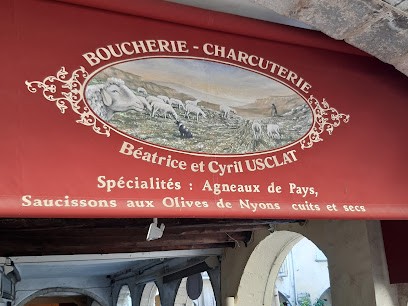 BOUCHERIE - CHARCUTERIE
Béatrice et Cyril USCLAT
Spécialités : Agneaux de Pays,
Saucissons aux Olives de Nyons cuits et secs